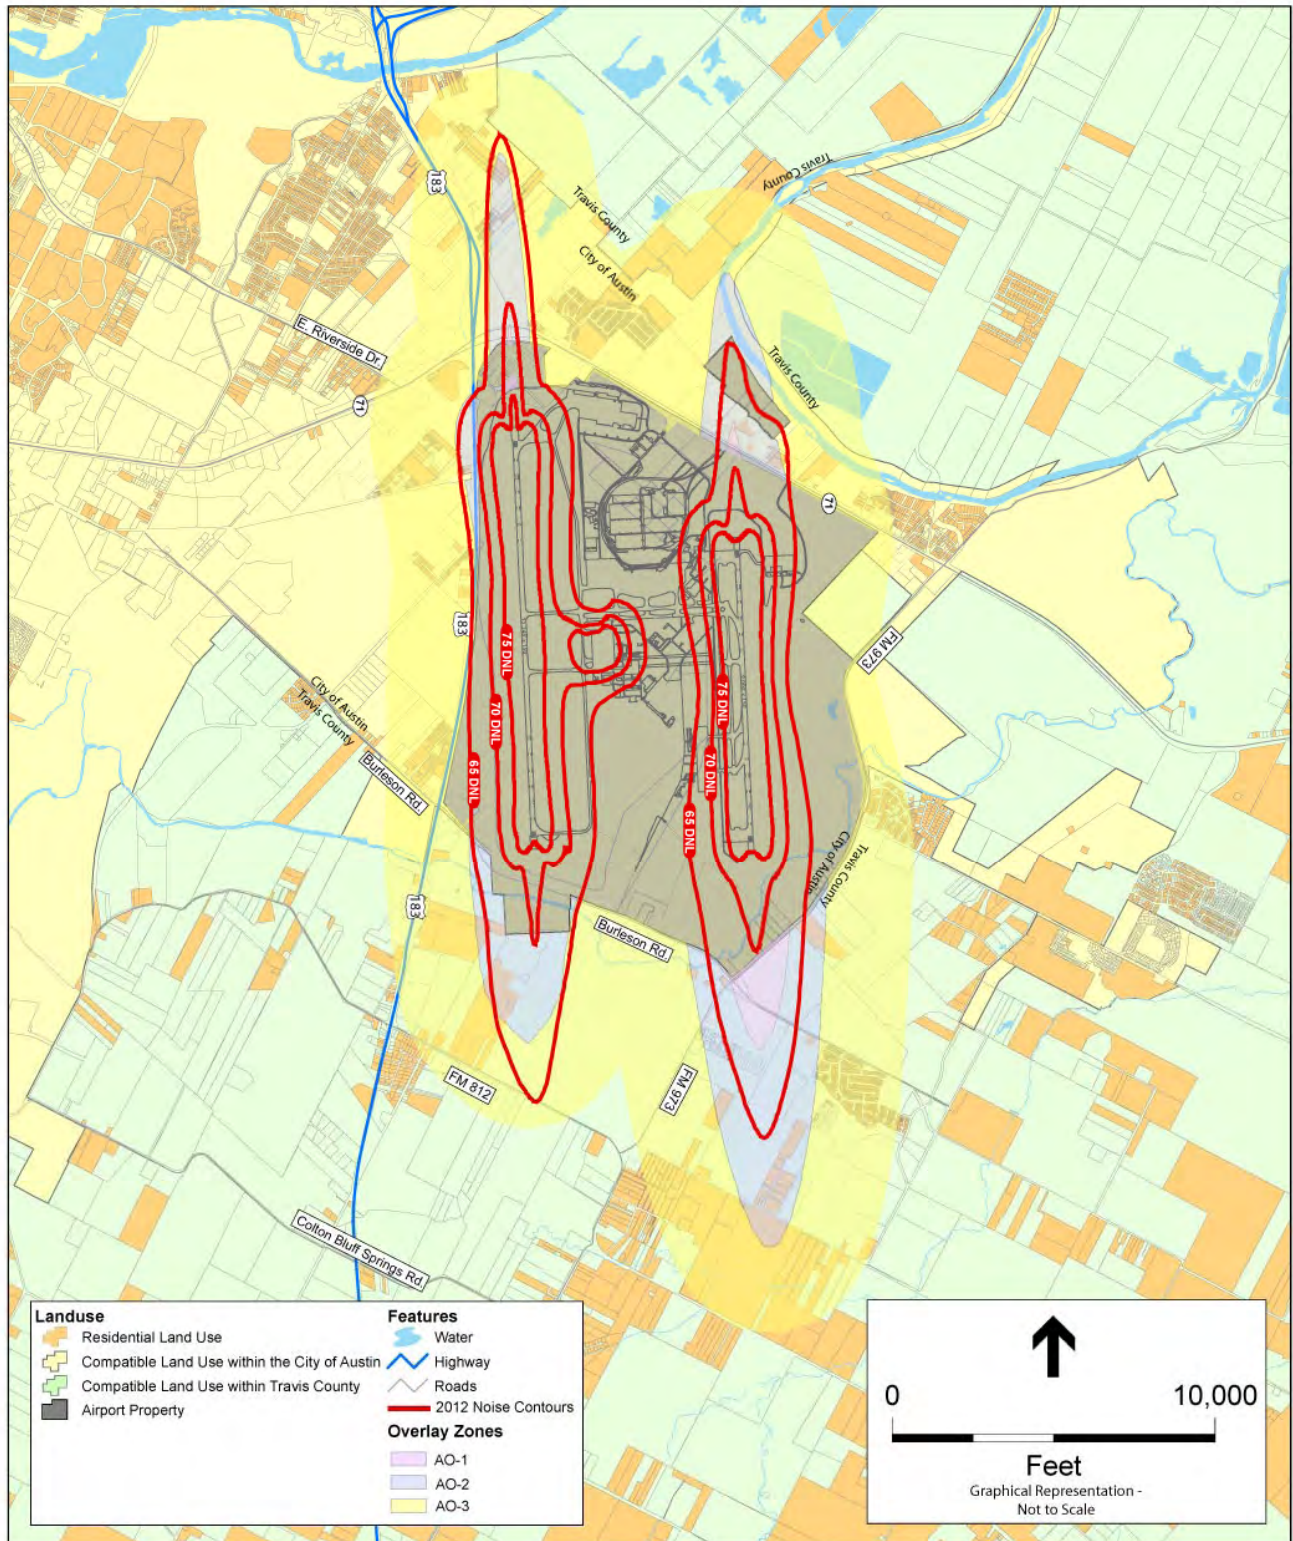 183
Travis County
Travis County
City of Austin
E. Riverside Dr.
Travis County
71
71
183
FM 973
75 DNL
75 DNL
City of Austin
Travis County
70 DNL
70 DNL
65 DNL
Burleson Rd.
65 DNL
City of Austin
Travis County
183
Burleson Rd.
FM 812
FM 973
Colton Bluff Springs Rd.
Landuse
Residential Land Use
Compatible Land Use within the City of Austin
Compatible Land Use within Travis County
Airport Property
Features
Water
Highway
Roads
2012 Noise Contours
Overlay Zones
AO-1
AO-2
AO-3
0
10,000
Feet
Graphical Representation -
Not to Scale